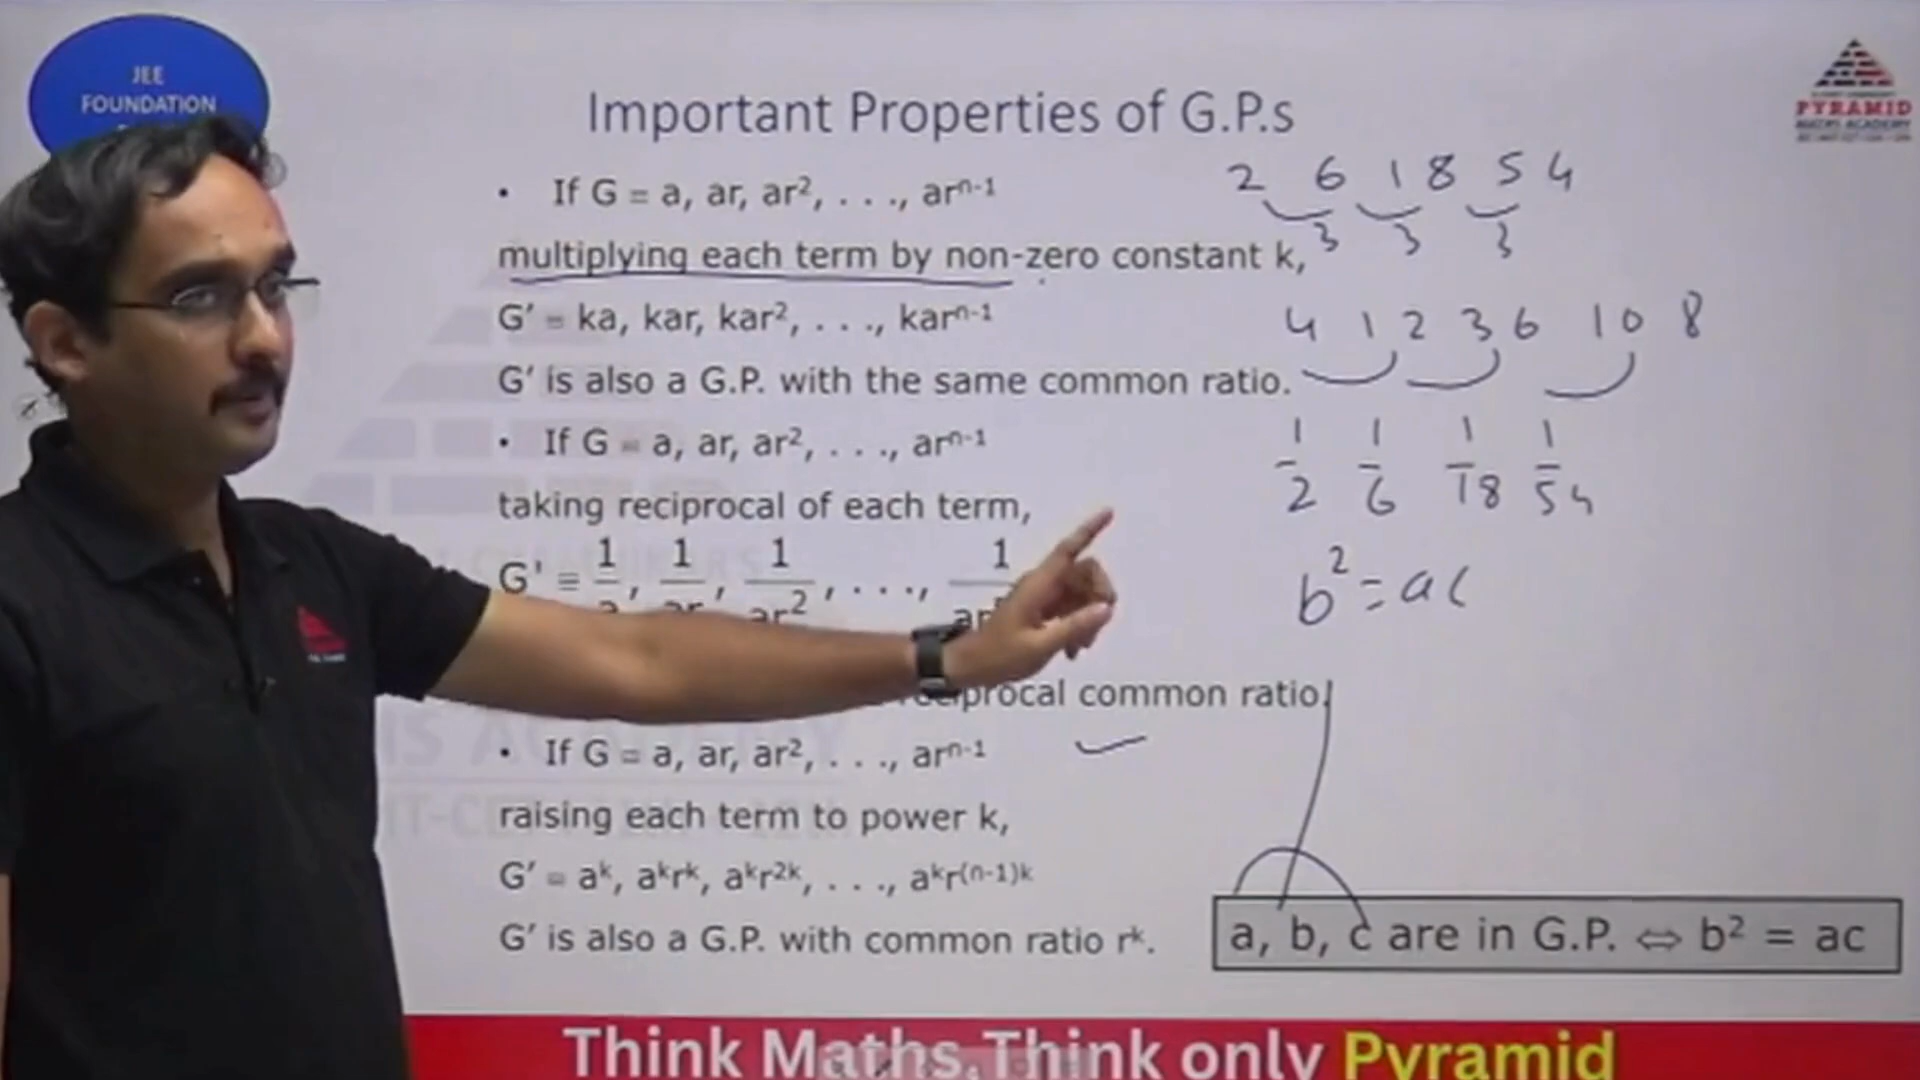 JEE
FOUNDATION
PYRAMID
MATHS ACADEMY
Important Properties of G.P.s
• If G = a, ar, ar², . . ., arⁿ⁻¹
multiplying each term by non-zero constant k,
G′ = ka, kar, kar², . . ., karⁿ⁻¹
G′ is also a G.P. with the same common ratio.
• If G = a, ar, ar², . . ., arⁿ⁻¹
taking reciprocal of each term,
G' ≡ 1/a, 1/ar, 1/ar², . . ., 1/ar
reciprocal common ratio.
• If G = a, ar, ar², . . ., arⁿ⁻¹
raising each term to power k,
G′ = aᵏ, aᵏrᵏ, aᵏr²ᵏ, . . ., aᵏr⁽ⁿ⁻¹⁾ᵏ
G′ is also a G.P. with common ratio rᵏ.
2 6 18 54
3 3 3
4 12 36 108
1/2 1/6 1/18 1/54
b² = ac
a, b, c are in G.P. ⇔ b² = ac
Think Maths.Think only Pyramid